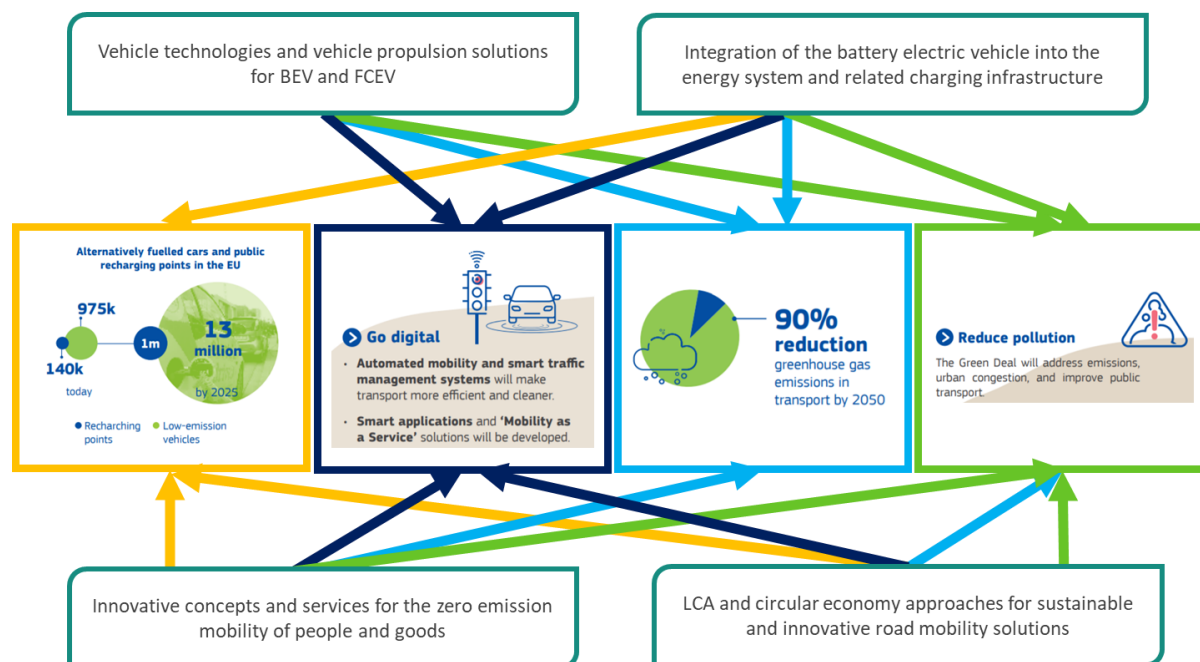 Vehicle technologies and vehicle propulsion solutions
for BEV and FCEV
Integration of the battery electric vehicle into the
energy system and related charging infrastructure
Alternatively fuelled cars and public
recharging points in the EU
975k
140k
today
1m
13
million
by 2025
Recharching
points
Low-emission
vehicles
Go digital
· Automated mobility and smart traffic
management systems will make
transport more efficient and cleaner.
· Smart applications and ‘Mobility as
a Service’ solutions will be developed.
90%
reduction
greenhouse gas
emissions in
transport by 2050
Reduce pollution
The Green Deal will address emissions,
urban congestion, and improve public
transport.
Innovative concepts and services for the zero emission
mobility of people and goods
LCA and circular economy approaches for sustainable
and innovative road mobility solutions